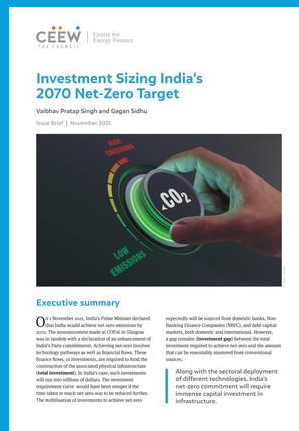 CEEW
THE COUNCIL
Centre for
Energy Finance
Investment Sizing India's
2070 Net-Zero Target
Vaibhav Pratap Singh and Gagan Sidhu
Issue Brief | November 2021
HIGH
EMISSIONS
CO2
LOW
EMISSIONS
Executive summary
On 1 November 2021, India's Prime Minister declared
that India would achieve net-zero emissions by
2070. The announcement made at COP26 in Glasgow
was in tandem with a declaration of an enhancement of
India's Paris commitments. Achieving net-zero involves
technology pathways as well as financial flows. These
finance flows, or investments, are required to fund the
construction of the associated physical infrastructure
(total investment). In India's case, such investments
will run into trillions of dollars. The investment
requirement curve would have been steeper if the
time taken to reach net-zero was to be reduced further.
The mobilisation of investments to achieve net-zero
expectedly will be sourced from domestic banks, Non-
Banking Finance Companies (NBFC), and debt capital
markets, both domestic and international. However,
a gap remains (investment gap) between the total
investment required to achieve net-zero and the amount
that can be reasonably mustered from conventional
sources.
Along with the sectoral deployment
of different technologies, India's
net-zero commitment will require
immense capital investment in
infrastructure.